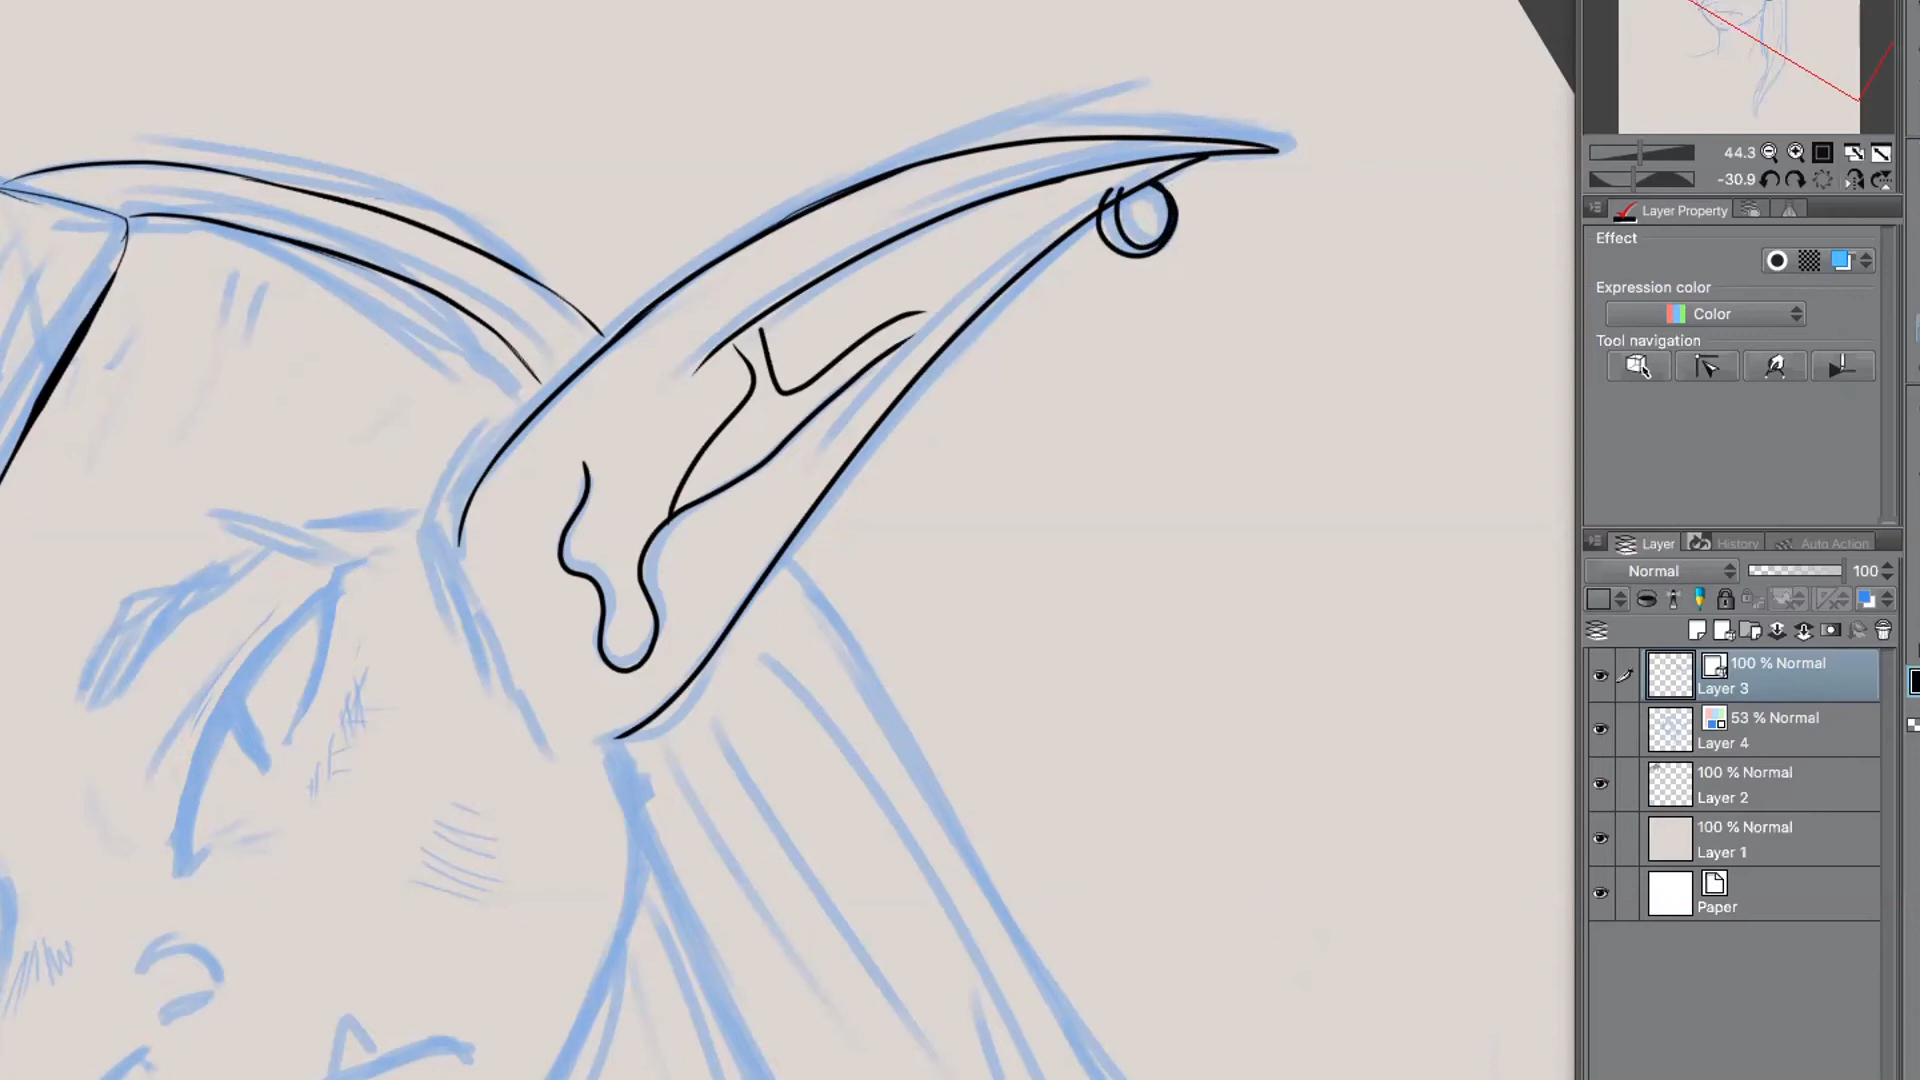 44.3
-30.9
Layer Property
Effect
Expression color
Color
Tool navigation
Layer
History
Auto Action
Normal
100
100 % Normal
Layer 3
53 % Normal
Layer 4
100 % Normal
Layer 2
100 % Normal
Layer 1
Paper